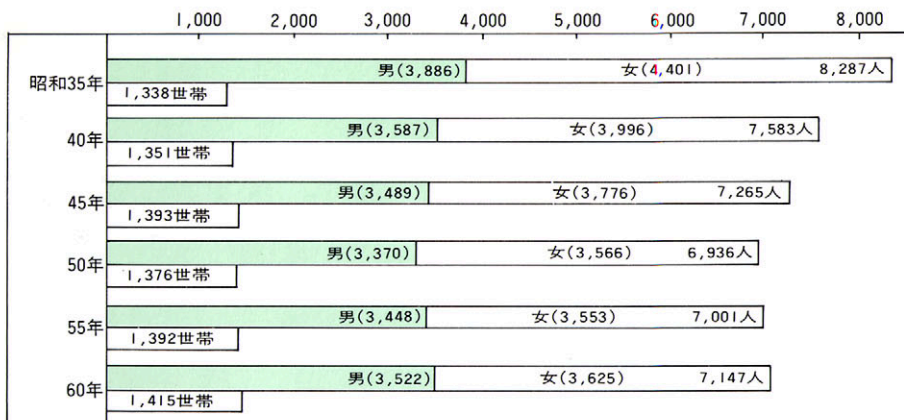 1,000 2,000 3,000 4,000 5,000 6,000 7,000 8,000
昭和35年 男(3,886) 女(4,401) 8,287人
1,338世帯
40年 男(3,587) 女(3,996) 7,583人
1,351世帯
45年 男(3,489) 女(3,776) 7,265人
1,393世帯
50年 男(3,370) 女(3,566) 6,936人
1,376世帯
55年 男(3,448) 女(3,553) 7,001人
1,392世帯
60年 男(3,522) 女(3,625) 7,147人
1,415世帯